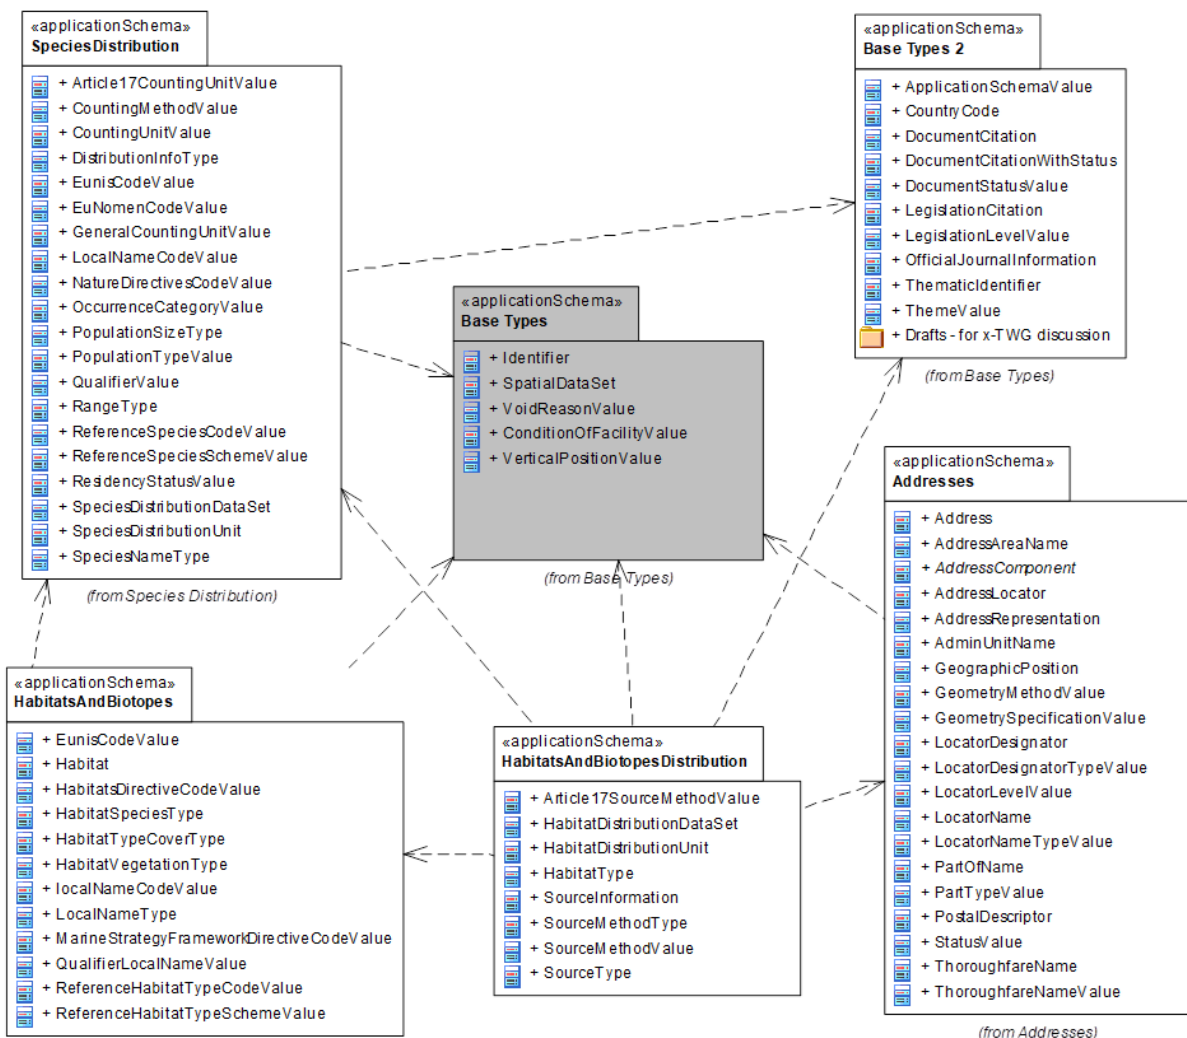 «applicationSchema»
SpeciesDistribution
+ Article17CountingUnitValue
+ CountingMethodValue
+ CountingUnitValue
+ DistributionInfoType
+ EunisCodeValue
+ EuNomenCodeValue
+ GeneralCountingUnitValue
+ LocalNameCodeValue
+ NatureDirectivesCodeValue
+ OccurrenceCategoryValue
+ PopulationSizeType
+ PopulationTypeValue
+ QualifierValue
+ RangeType
+ ReferenceSpeciesCodeValue
+ ReferenceSpeciesSchemeValue
+ ResidencyStatusValue
+ SpeciesDistributionDataSet
+ SpeciesDistributionUnit
+ SpeciesNameType
(from Species Distribution)
«applicationSchema»
Base Types 2
+ ApplicationSchemaValue
+ CountryCode
+ DocumentCitation
+ DocumentCitationWithStatus
+ DocumentStatusValue
+ LegislationCitation
+ LegislationLevelValue
+ OfficialJournalInformation
+ ThematicIdentifier
+ ThemeValue
+ Drafts - for x-TWG discussion
(from Base Types)
«applicationSchema»
Base Types
+ Identifier
+ SpatialDataSet
+ VoidReasonValue
+ ConditionOfFacilityValue
+ VerticalPositionValue
(from Base Types)
«applicationSchema»
Addresses
+ Address
+ AddressAreaName
+ AddressComponent
+ AddressLocator
+ AddressRepresentation
+ AdminUnitName
+ GeographicPosition
+ GeometryMethodValue
+ GeometrySpecificationValue
+ LocatorDesignator
+ LocatorDesignatorTypeValue
+ LocatorLevelValue
+ LocatorName
+ LocatorNameTypeValue
+ PartOfName
+ PartTypeValue
+ PostalDescriptor
+ StatusValue
+ ThoroughfareName
+ ThoroughfareNameValue
(from Addresses)
«applicationSchema»
HabitatsAndBiotopes
+ EunisCodeValue
+ Habitat
+ HabitatsDirectiveCodeValue
+ HabitatSpeciesType
+ HabitatTypeCoverType
+ HabitatVegetationType
+ localNameCodeValue
+ LocalNameType
+ MarineStrategyFrameworkDirectiveCodeValue
+ QualifierLocalNameValue
+ ReferenceHabitatTypeCodeValue
+ ReferenceHabitatTypeSchemeValue
«applicationSchema»
HabitatsAndBiotopesDistribution
+ Article17SourceMethodValue
+ HabitatDistributionDataSet
+ HabitatDistributionUnit
+ HabitatType
+ SourceInformation
+ SourceMethodType
+ SourceMethodValue
+ SourceType